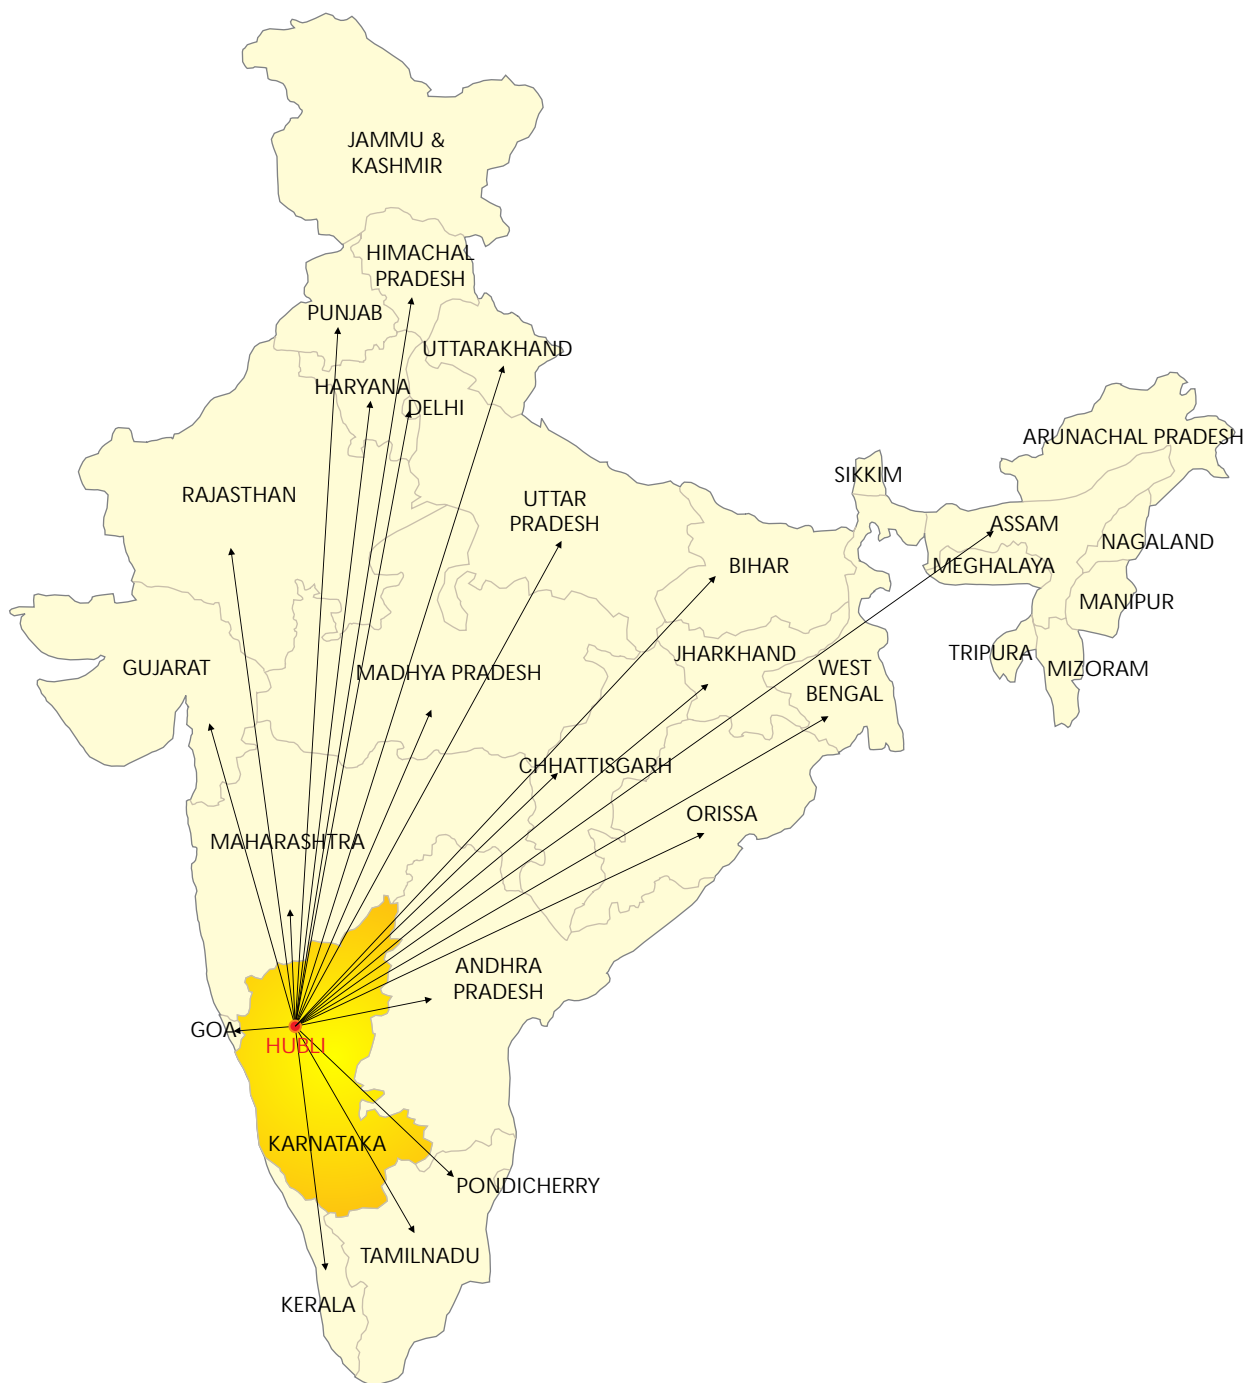 JAMMU &
KASHMIR
HIMACHAL
PRADESH
PUNJAB
UTTARAKHAND
HARYANA
DELHI
ARUNACHAL PRADESH
SIKKIM
RAJASTHAN
UTTAR
PRADESH
ASSAM
NAGALAND
BIHAR
MEGHALAYA
MANIPUR
GUJARAT
MADHYA PRADESH
JHARKHAND
WEST
BENGAL
TRIPURA
MIZORAM
CHHATTISGARH
ORISSA
MAHARASHTRA
ANDHRA
PRADESH
GOA
HUBLI
KARNATAKA
PONDICHERRY
TAMILNADU
KERALA